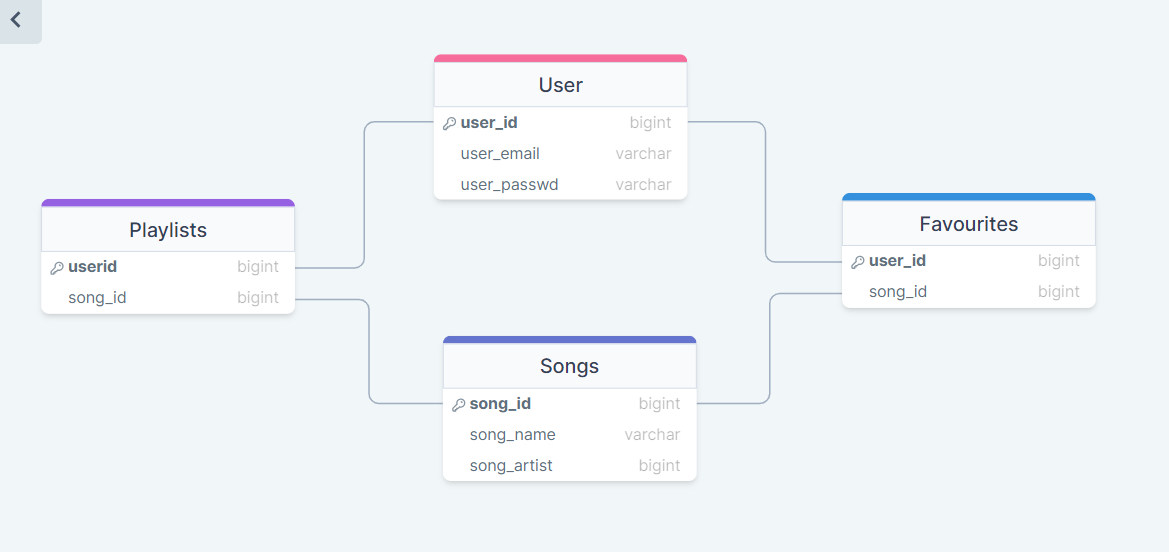 User
user_id bigint
user_email varchar
user_passwd varchar
Playlists
userid bigint
song_id bigint
Favourites
user_id bigint
song_id bigint
Songs
song_id bigint
song_name varchar
song_artist bigint